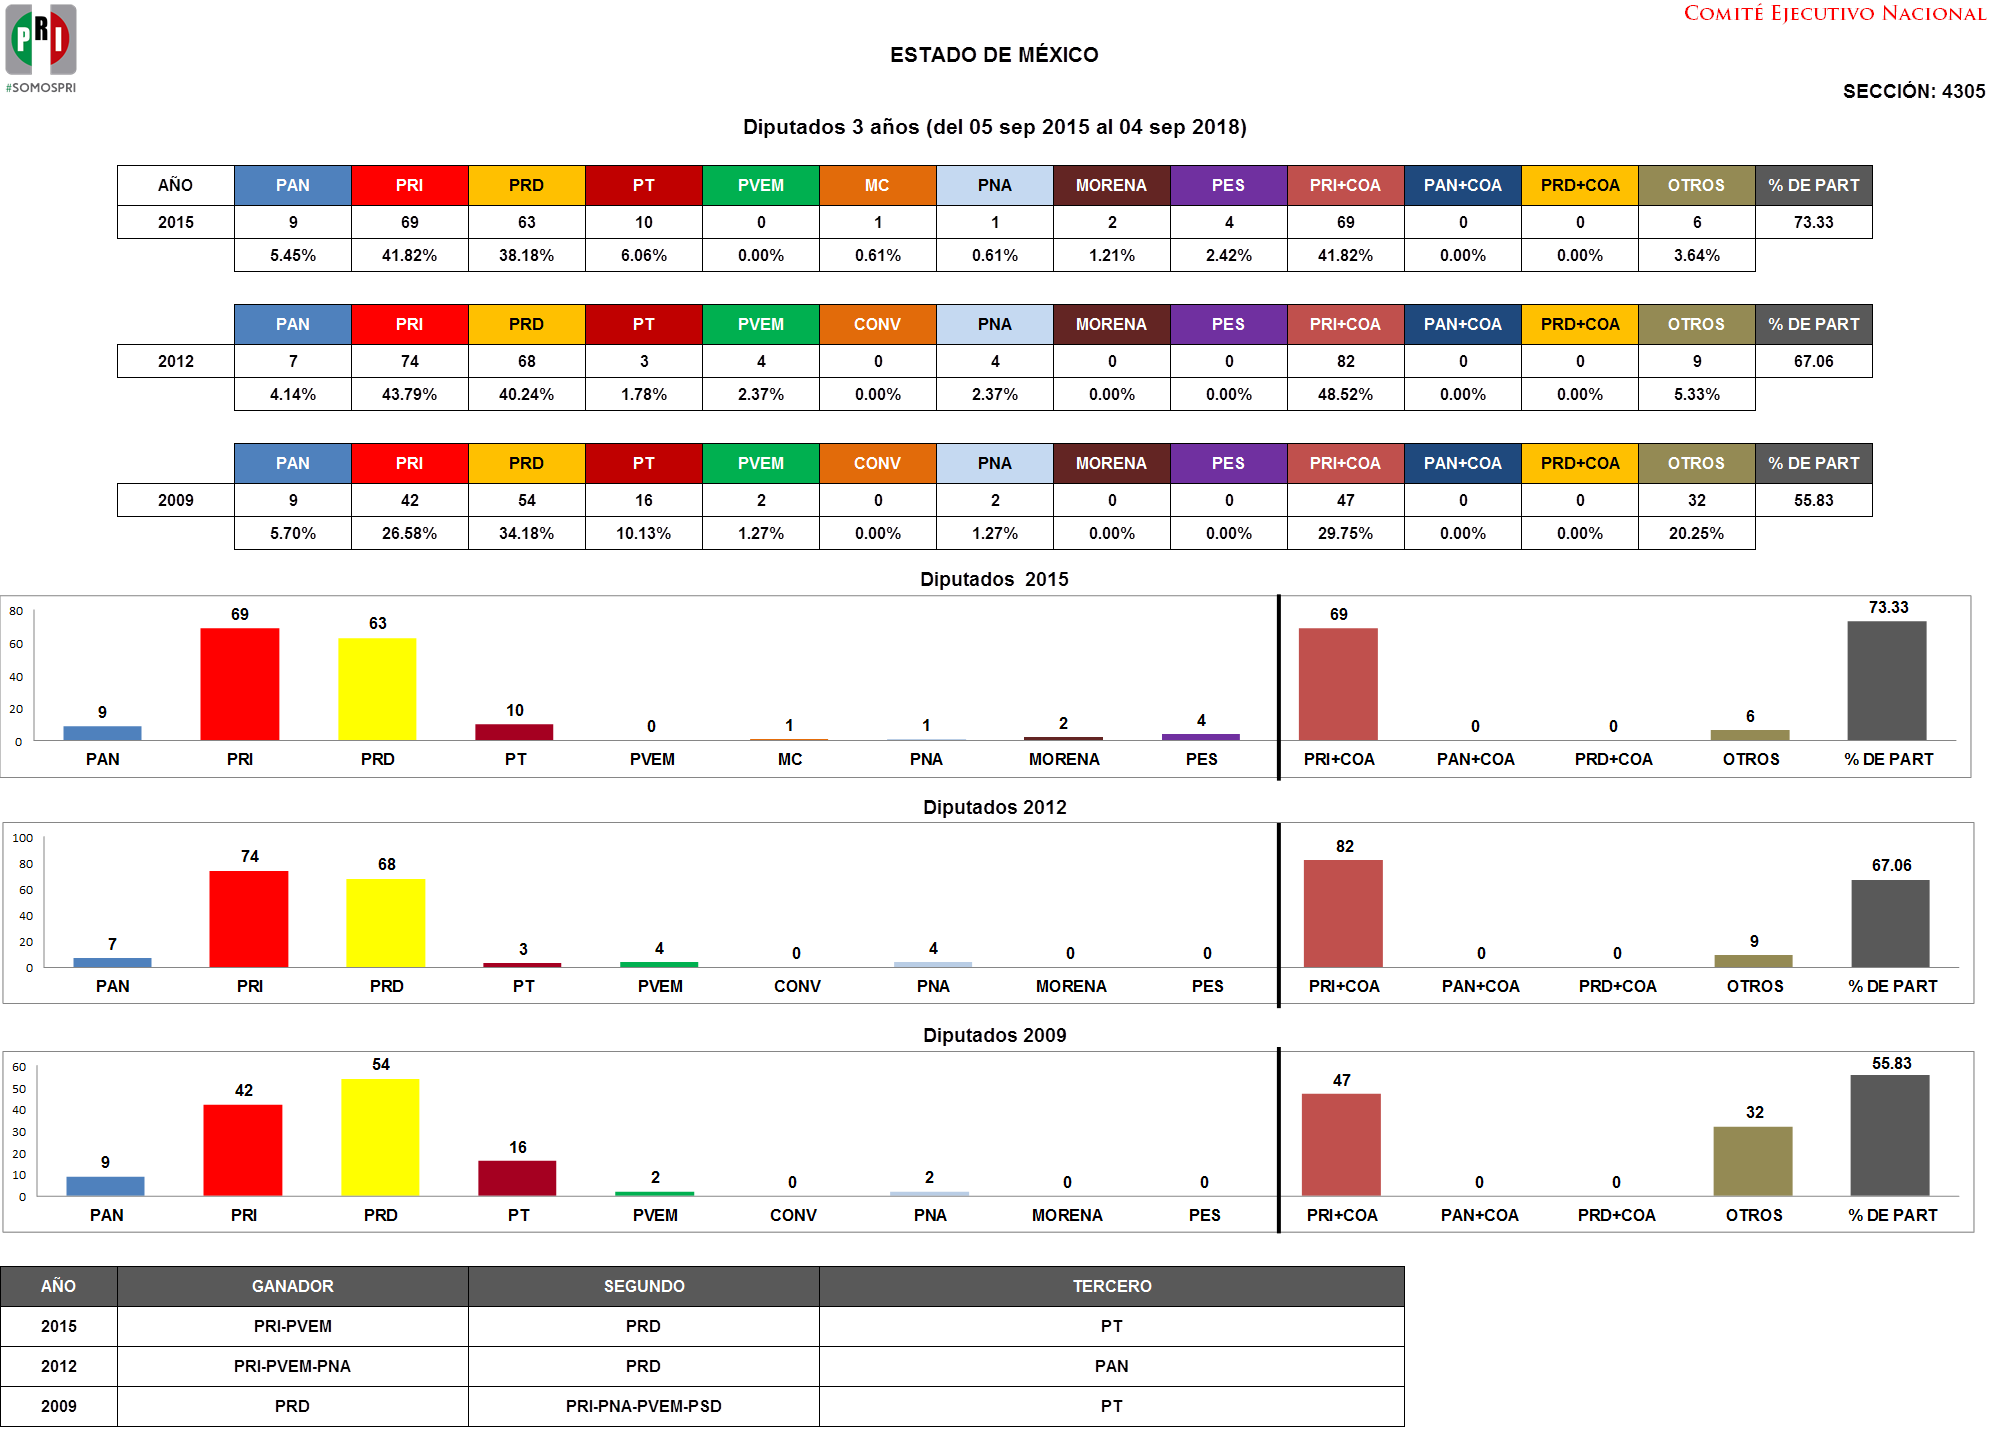 PRI
#SOMOSPRI
COMITÉ EJECUTIVO NACIONAL
ESTADO DE MÉXICO
SECCIÓN: 4305
Diputados 3 años (del 05 sep 2015 al 04 sep 2018)
AÑO PAN PRI PRD PT PVEM MC PNA MORENA PES PRI+COA PAN+COA PRD+COA OTROS % DE PART
2015 9 69 63 10 0 1 1 2 4 69 0 0 6 73.33
5.45% 41.82% 38.18% 6.06% 0.00% 0.61% 0.61% 1.21% 2.42% 41.82% 0.00% 0.00% 3.64%
PAN PRI PRD PT PVEM CONV PNA MORENA PES PRI+COA PAN+COA PRD+COA OTROS % DE PART
2012 7 74 68 3 4 0 4 0 0 82 0 0 9 67.06
4.14% 43.79% 40.24% 1.78% 2.37% 0.00% 2.37% 0.00% 0.00% 48.52% 0.00% 0.00% 5.33%
PAN PRI PRD PT PVEM CONV PNA MORENA PES PRI+COA PAN+COA PRD+COA OTROS % DE PART
2009 9 42 54 16 2 0 2 0 0 47 0 0 32 55.83
5.70% 26.58% 34.18% 10.13% 1.27% 0.00% 1.27% 0.00% 0.00% 29.75% 0.00% 0.00% 20.25%
Diputados 2015
80
60
40
20
0
9 69 63 10 0 1 1 2 4 69 0 0 6 73.33
PAN PRI PRD PT PVEM MC PNA MORENA PES PRI+COA PAN+COA PRD+COA OTROS % DE PART
Diputados 2012
100
80
60
40
20
0
7 74 68 3 4 0 4 0 0 82 0 0 9 67.06
PAN PRI PRD PT PVEM CONV PNA MORENA PES PRI+COA PAN+COA PRD+COA OTROS % DE PART
Diputados 2009
60
50
40
30
20
10
0
9 42 54 16 2 0 2 0 0 47 0 0 32 55.83
PAN PRI PRD PT PVEM CONV PNA MORENA PES PRI+COA PAN+COA PRD+COA OTROS % DE PART
AÑO GANADOR SEGUNDO TERCERO
2015 PRI-PVEM PRD PT
2012 PRI-PVEM-PNA PRD PAN
2009 PRD PRI-PNA-PVEM-PSD PT